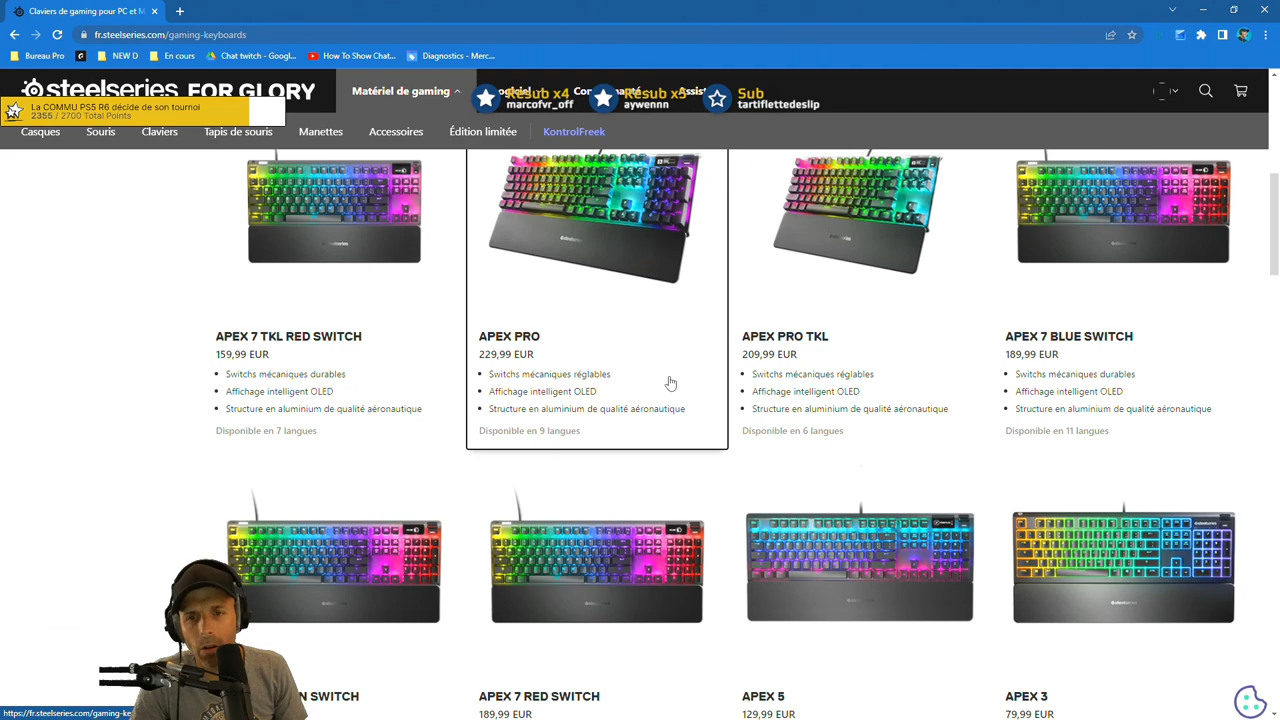 Claviers de gaming pour PC et M
fr.steelseries.com/gaming-keyboards
Bureau Pro
NEW D
En cours
Chat twitch - Googl...
How To Show Chat...
Diagnostics - Merc...
steelseries FOR GLORY
Matériel de gaming
La COMMU PS5 R6 décide de son tournoi
2355 / 2700 Total Points
Resub x4
marcofvr_off
Resub x3
aywennn
Sub
tartiflettedeslip
Casques
Souris
Claviers
Tapis de souris
Manettes
Accessoires
Édition limitée
KontrolFreek
APEX 7 TKL RED SWITCH
159,99 EUR
Switchs mécaniques durables
Affichage intelligent OLED
Structure en aluminium de qualité aéronautique
Disponible en 7 langues
APEX PRO
229,99 EUR
Switchs mécaniques réglables
Affichage intelligent OLED
Structure en aluminium de qualité aéronautique
Disponible en 9 langues
APEX PRO TKL
209,99 EUR
Switchs mécaniques réglables
Affichage intelligent OLED
Structure en aluminium de qualité aéronautique
Disponible en 6 langues
APEX 7 BLUE SWITCH
189,99 EUR
Switchs mécaniques durables
Affichage intelligent OLED
Structure en aluminium de qualité aéronautique
Disponible en 11 langues
N SWITCH
APEX 7 RED SWITCH
189,99 EUR
APEX 5
129,99 EUR
APEX 3
79,99 EUR
https://fr.steelseries.com/gaming-ke